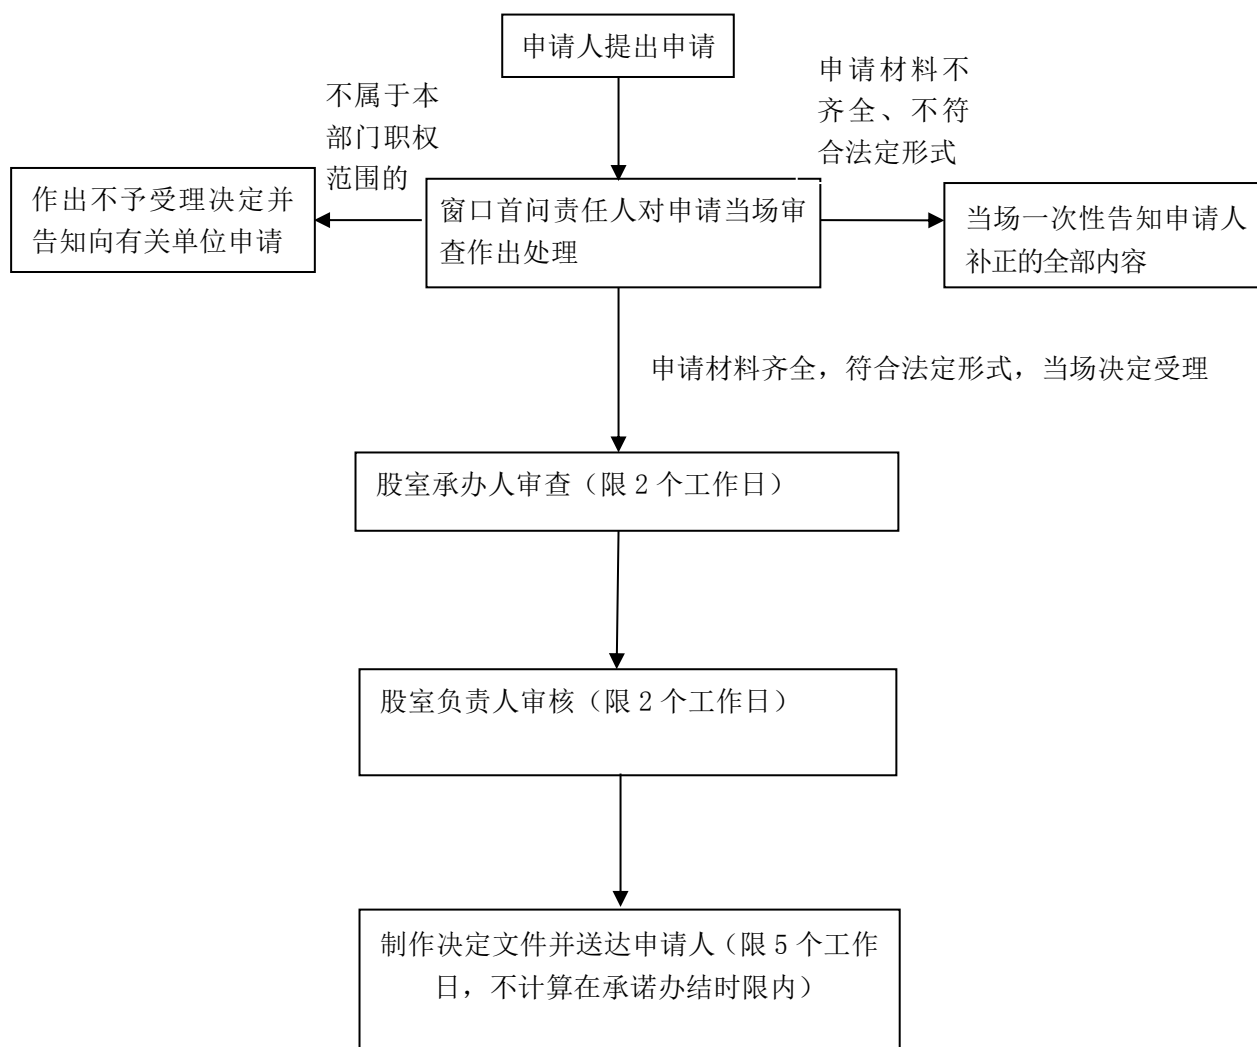 申请人提出申请
申请材料不
齐全、不符
合法定形式
不属于本
部门职权
范围的
作出不予受理决定并
告知向有关单位申请
窗口首问责任人对申请当场审
查作出处理
当场一次性告知申请人
补正的全部内容
申请材料齐全，符合法定形式，当场决定受理
股室承办人审查（限 2 个工作日）
股室负责人审核（限 2 个工作日）
制作决定文件并送达申请人（限 5 个工作
日，不计算在承诺办结时限内）